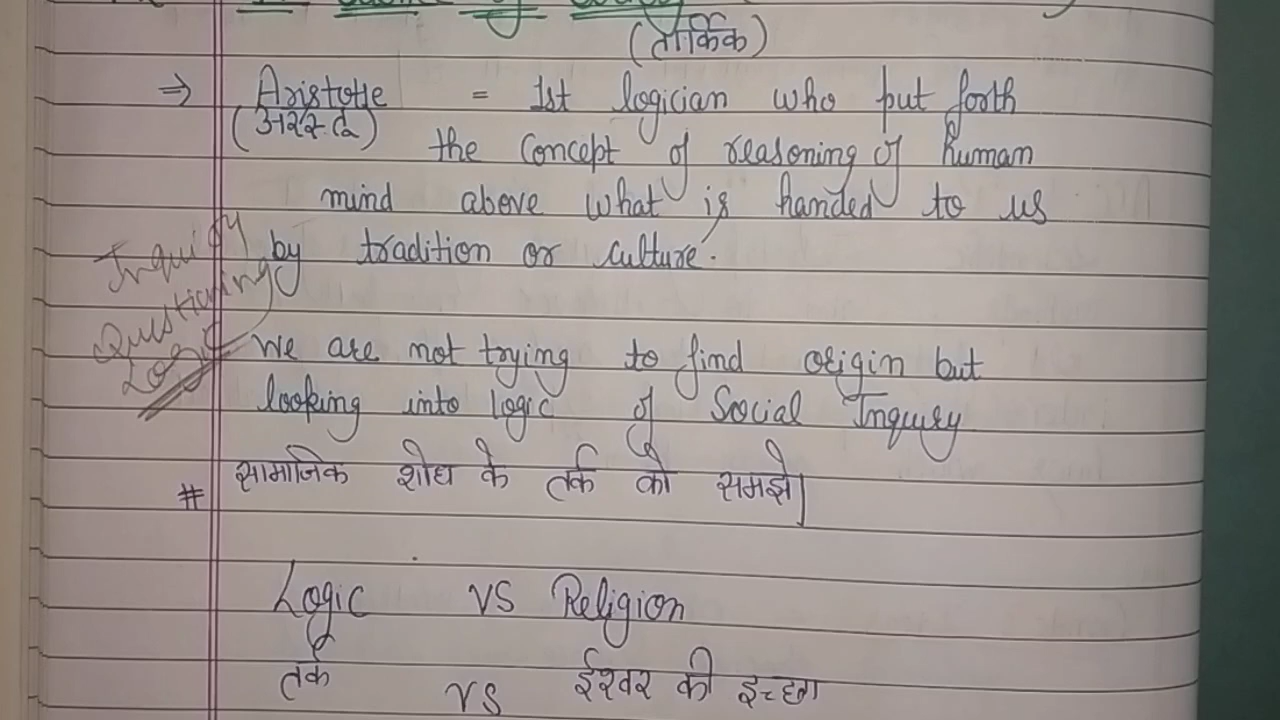 (तार्किक)
⇒ Aristotle = 1st logician who put forth
(अरस्तु)
the concept of reasoning of human
mind above what is handed to us
by tradition or culture.
Inquiry
Questioning
Logic
We are not trying to find origin but
looking into logic of Social Inquiry
# सामाजिक शोध के तर्क को समझे|
Logic VS Religion
तर्क VS ईश्वर की इच्छा